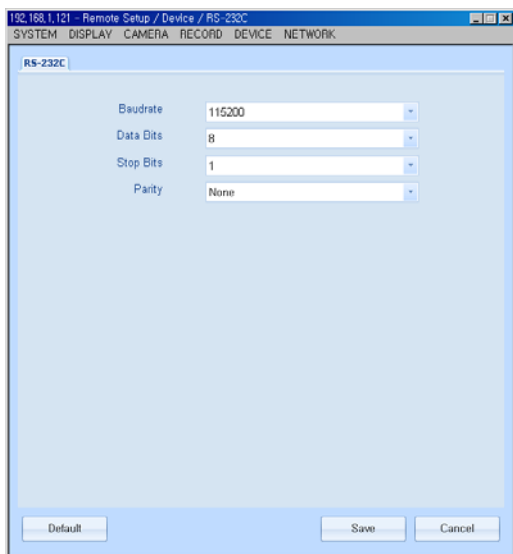 192,168,1,121 - Remote Setup / Device / RS-232C
SYSTEM DISPLAY CAMERA RECORD DEVICE NETWORK
RS-232C
Baudrate 115200
Data Bits 8
Stop Bits 1
Parity None
Default Save Cancel